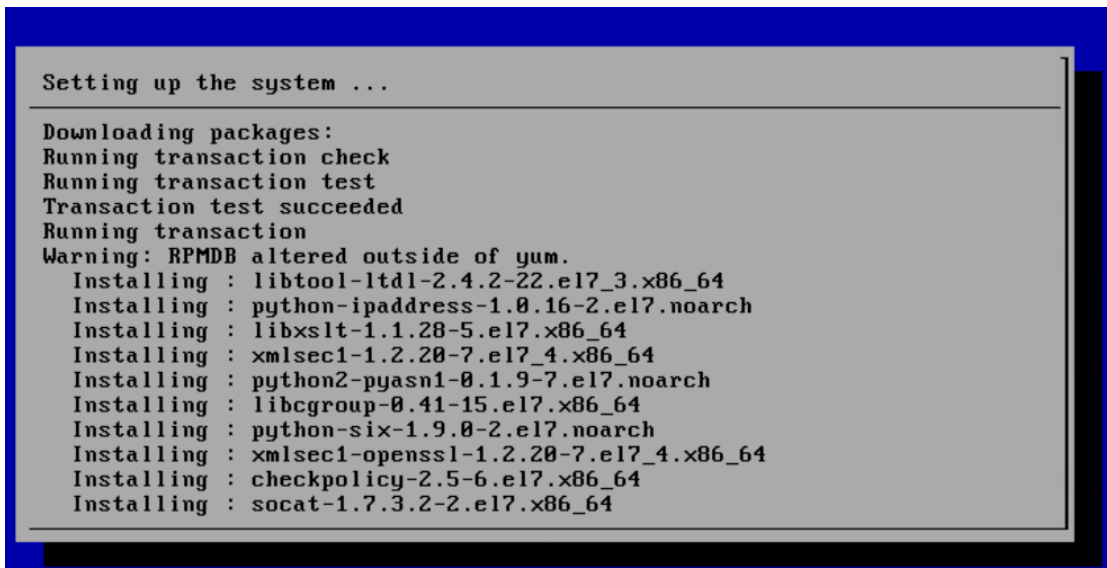 Setting up the system ...
Downloading packages:
Running transaction check
Running transaction test
Transaction test succeeded
Running transaction
Warning: RPMDB altered outside of yum.
Installing : libtool-ltdl-2.4.2-22.el7_3.x86_64
Installing : python-ipaddress-1.0.16-2.el7.noarch
Installing : libxslt-1.1.28-5.el7.x86_64
Installing : xmlsec1-1.2.20-7.el7_4.x86_64
Installing : python2-pyasn1-0.1.9-7.el7.noarch
Installing : libcgroup-0.41-15.el7.x86_64
Installing : python-six-1.9.0-2.el7.noarch
Installing : xmlsec1-openssl-1.2.20-7.el7_4.x86_64
Installing : checkpolicy-2.5-6.el7.x86_64
Installing : socat-1.7.3.2-2.el7.x86_64